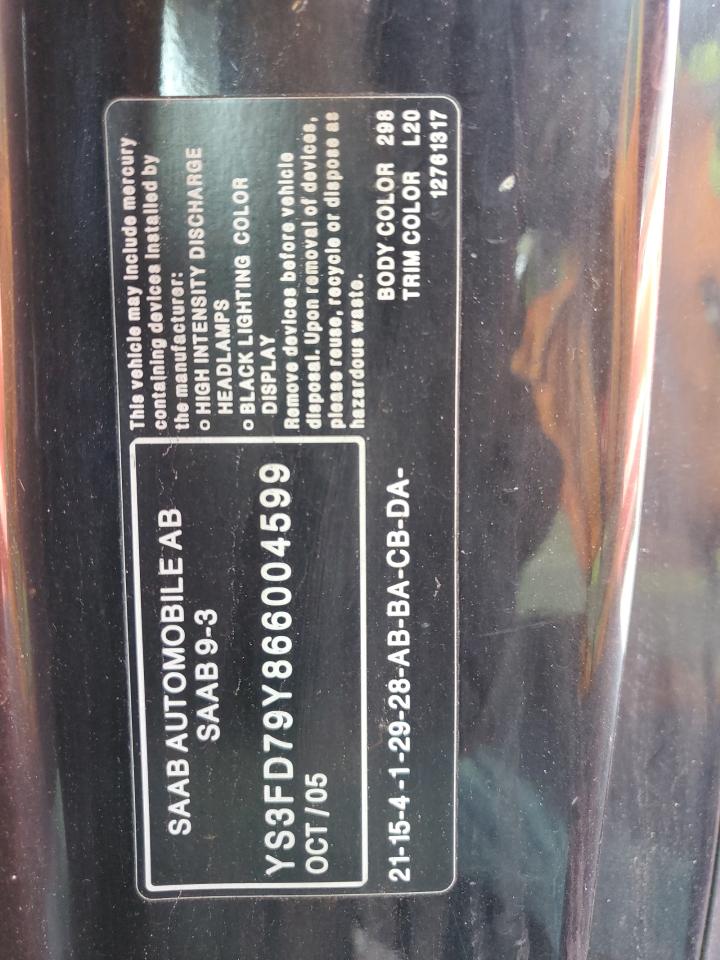 SAAB AUTOMOBILE AB
SAAB 9-3
YS3FD79Y866004599
OCT / 05
This vehicle may include mercury
containing devices installed by
the manufacturer:
o HIGH INTENSITY DISCHARGE
HEADLAMPS
o BLACK LIGHTING COLOR
DISPLAY
Remove devices before vehicle
disposal. Upon removal of devices,
please reuse, recycle or dispose as
hazardous waste.
21-15-4-1-29-28-AB-BA-CB-DA-
BODY COLOR 298
TRIM COLOR L20
12761317